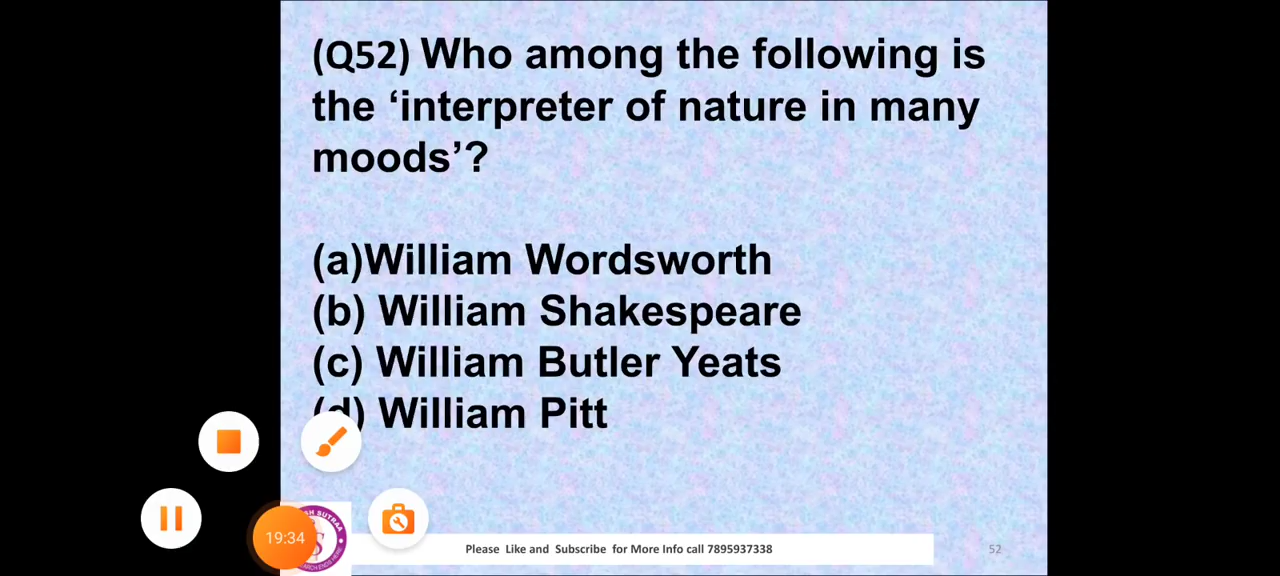 (Q52) Who among the following is
the ‘interpreter of nature in many
moods’?
(a)William Wordsworth
(b) William Shakespeare
(c) William Butler Yeats
(d) William Pitt
19:34
Please Like and Subscribe for More Info call 7895937338
52